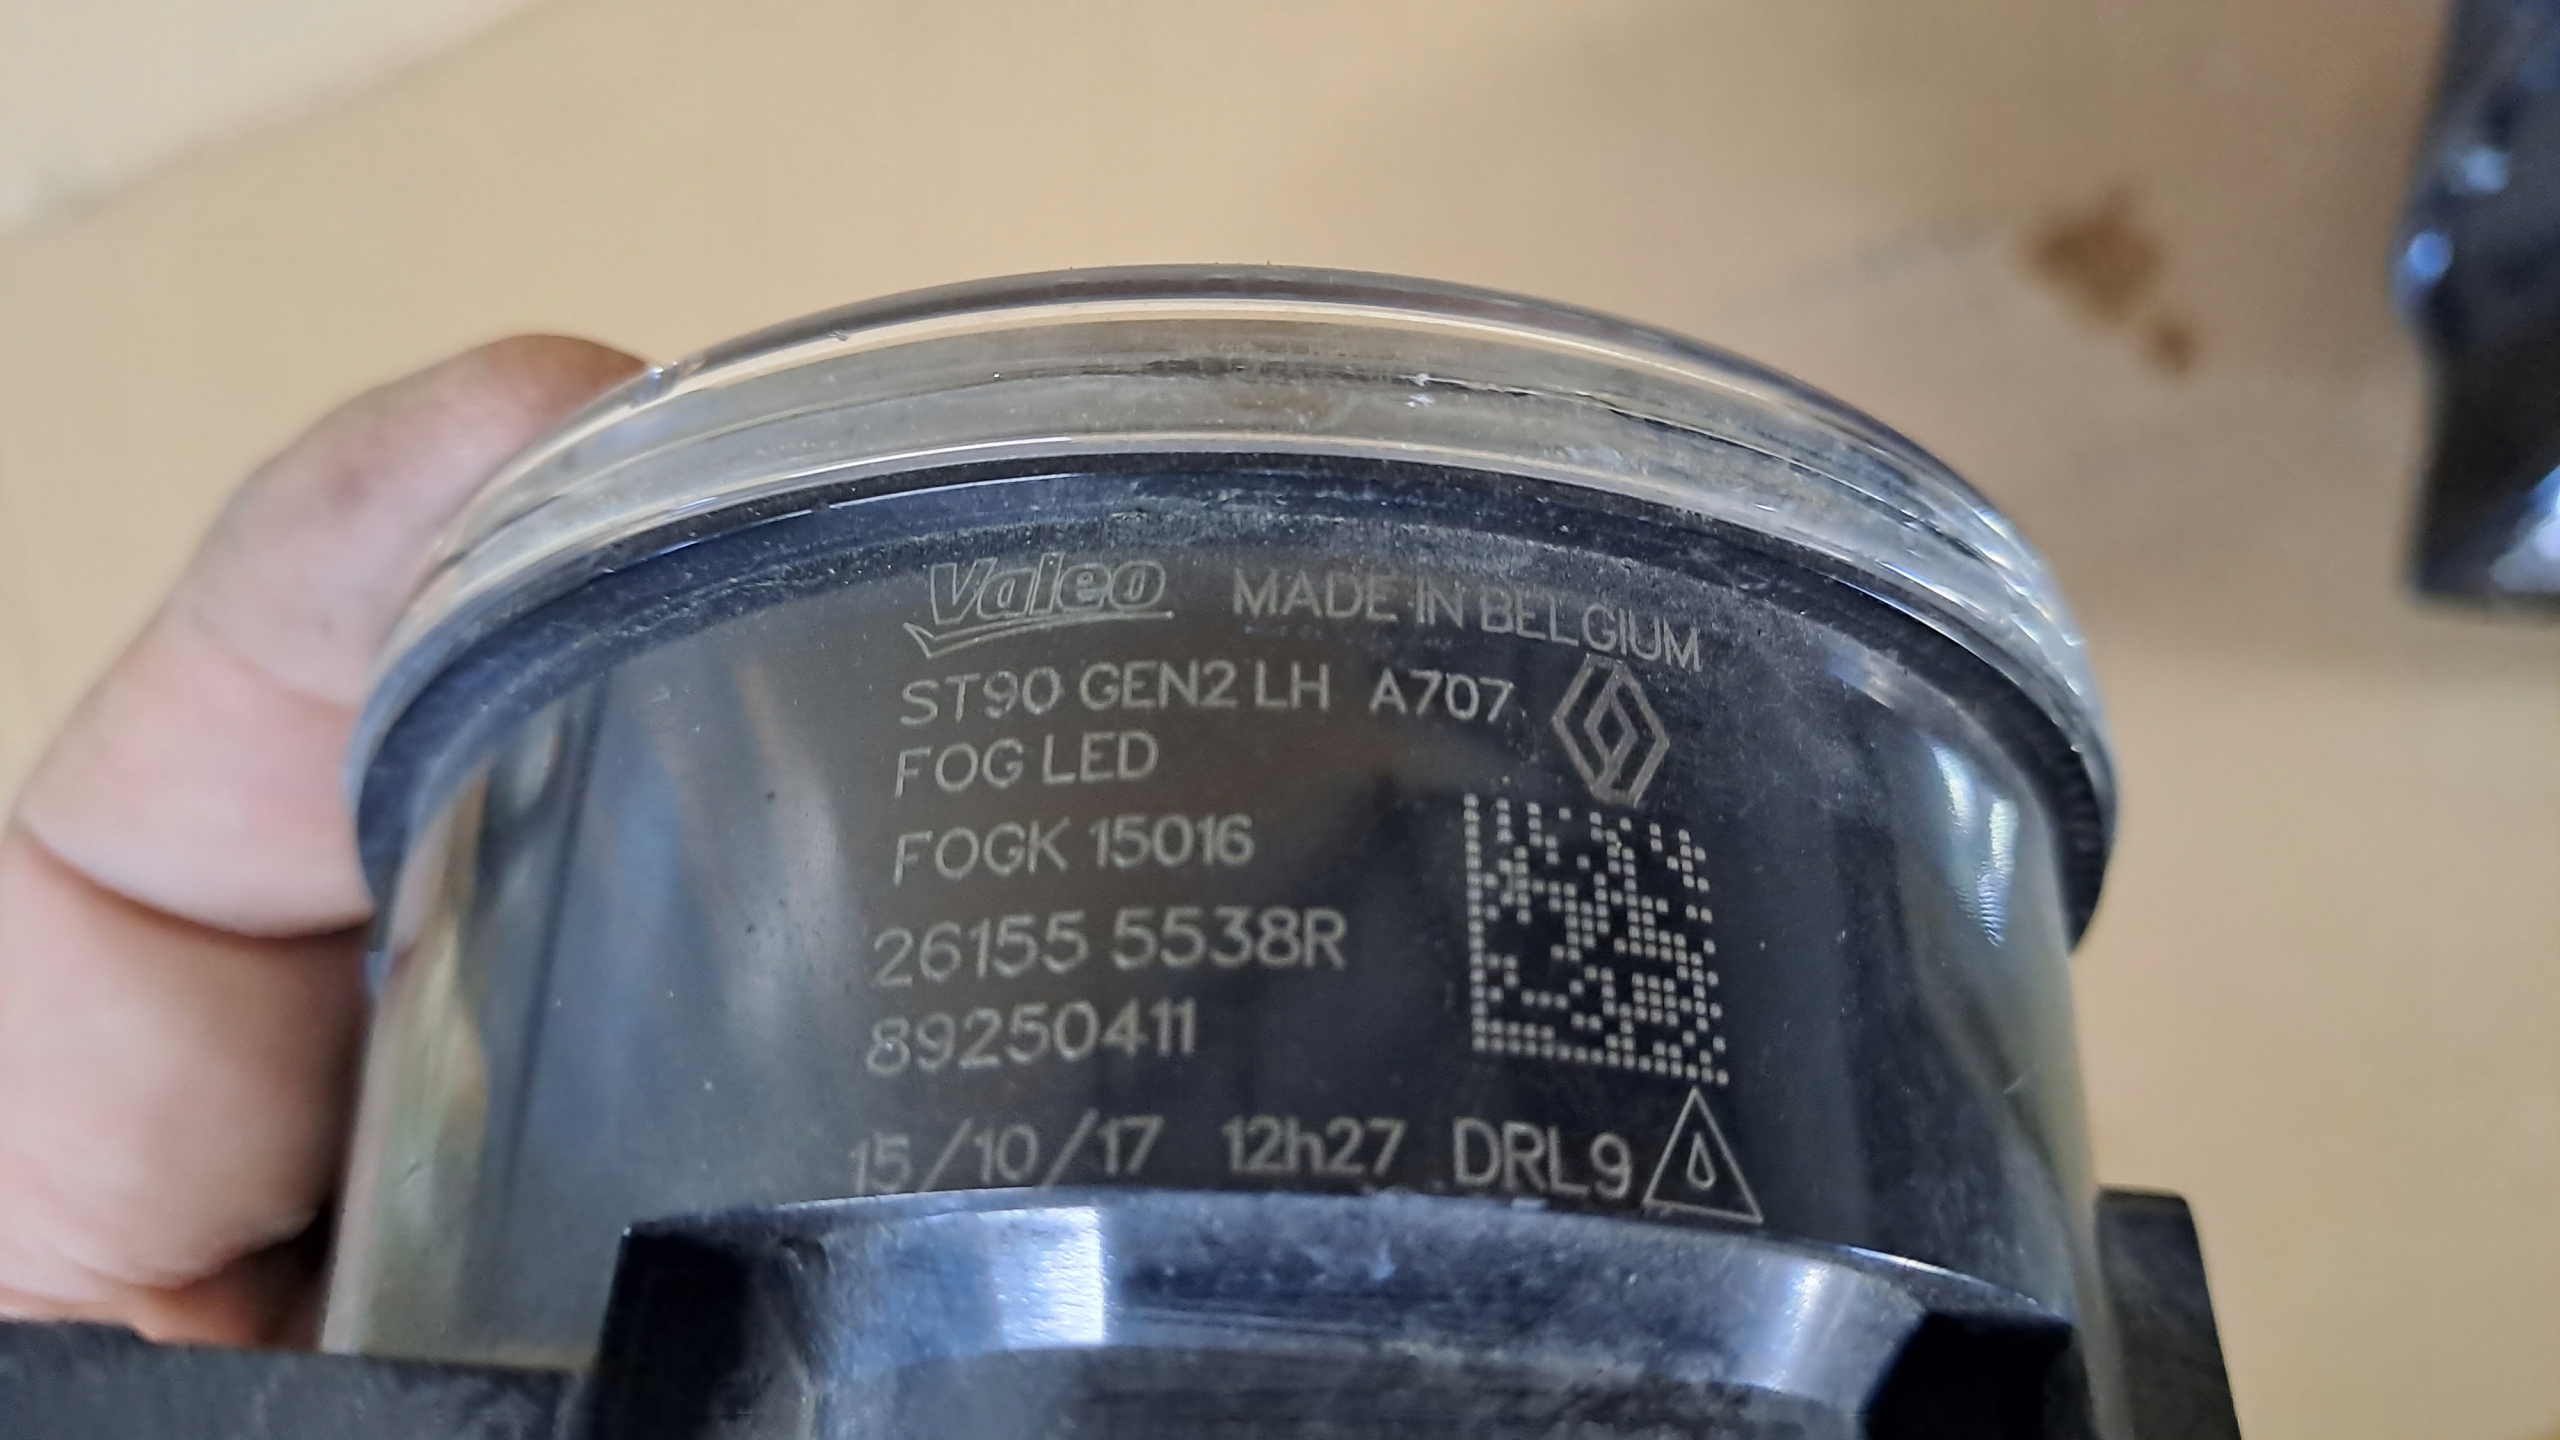 Valeo MADE IN BELGIUM
ST90 GEN2 LH A707
FOG LED
FOGK 15016
26155 5538R
89250411
15/10/17 12h27 DRL9